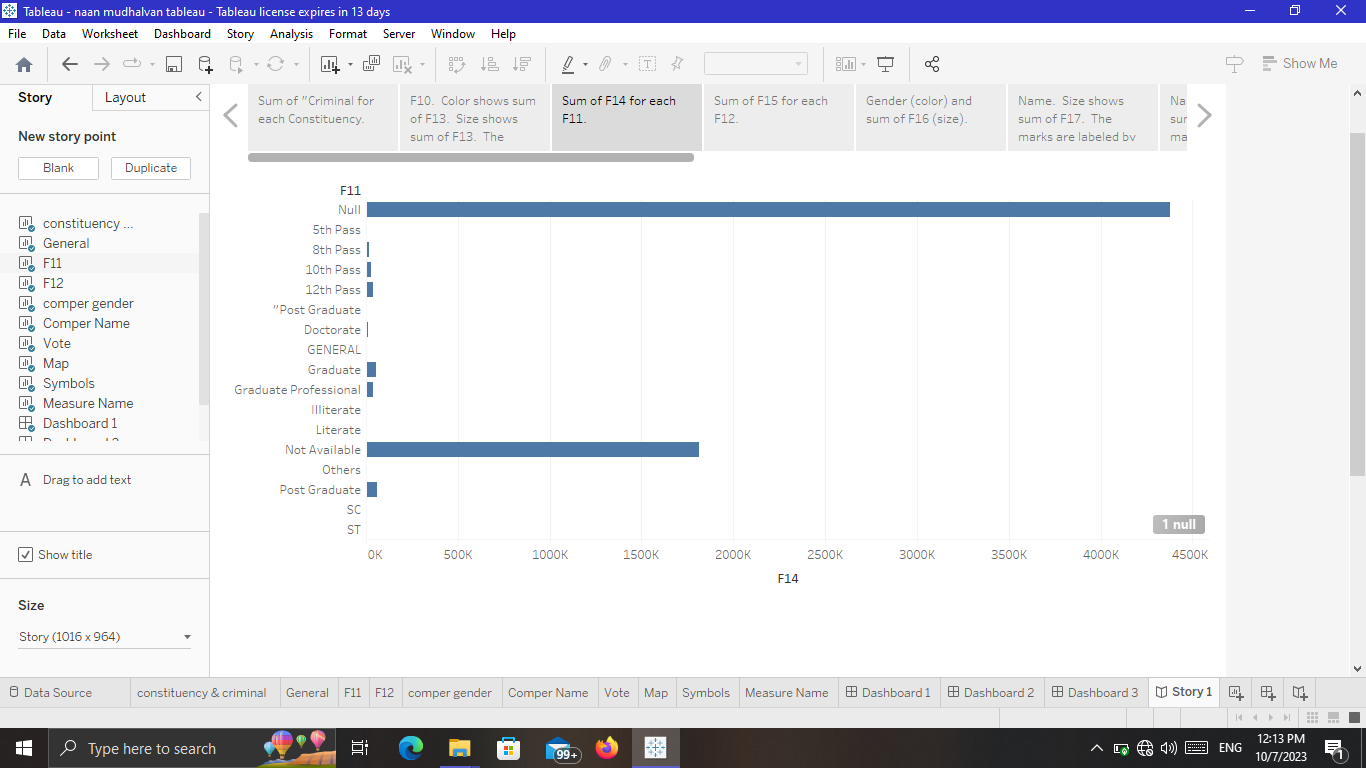 Tableau - naan mudhalvan tableau - Tableau license expires in 13 days
File Data Worksheet Dashboard Story Analysis Format Server Window Help
Show Me
Story Layout
New story point
Blank Duplicate
constituency ...
General
F11
F12
comper gender
Comper Name
Vote
Map
Symbols
Measure Name
Dashboard 1
Drag to add text
Show title
Size
Story (1016 x 964)
Sum of "Criminal for
each Constituency.
F10. Color shows sum
of F13. Size shows
sum of F13. The
Sum of F14 for each
F11.
Sum of F15 for each
F12.
Gender (color) and
sum of F16 (size).
Name. Size shows
sum of F17. The
marks are labeled by
F11
Null
5th Pass
8th Pass
10th Pass
12th Pass
"Post Graduate
Doctorate
GENERAL
Graduate
Graduate Professional
Illiterate
Literate
Not Available
Others
Post Graduate
SC
ST
1 null
0K 500K 1000K 1500K 2000K 2500K 3000K 3500K 4000K 4500K
F14
Data Source constituency & criminal General F11 F12 comper gender Comper Name Vote Map Symbols Measure Name Dashboard 1 Dashboard 2 Dashboard 3 Story 1
Type here to search
99+
ENG
12:13 PM
10/7/2023
1